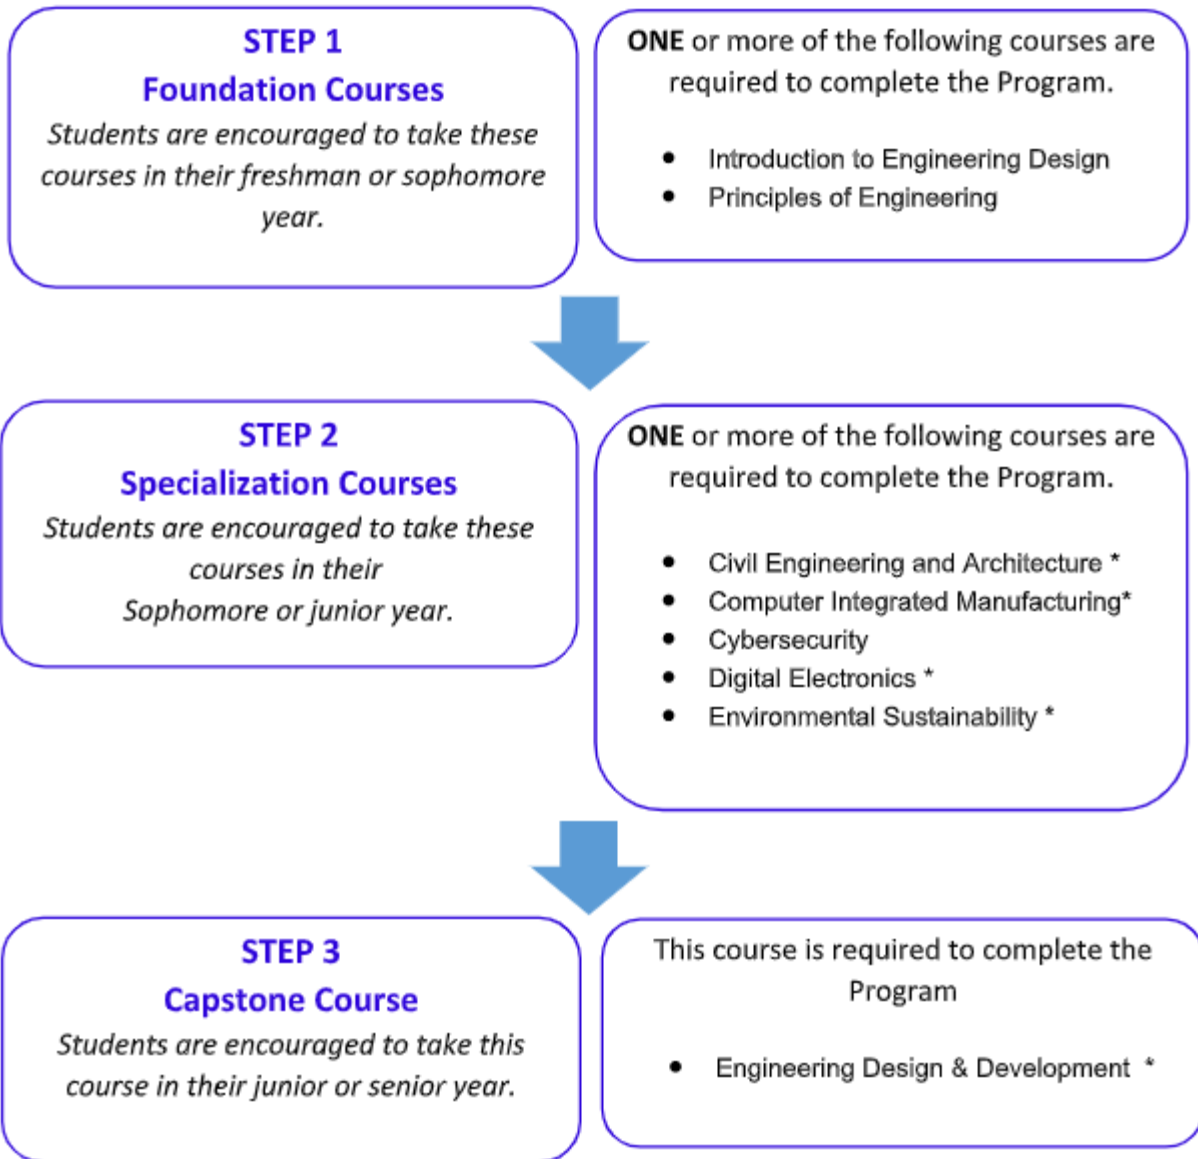 STEP 1
Foundation Courses
Students are encouraged to take these
courses in their freshman or sophomore
year.
ONE or more of the following courses are
required to complete the Program.
• Introduction to Engineering Design
• Principles of Engineering
STEP 2
Specialization Courses
Students are encouraged to take these
courses in their
Sophomore or junior year.
ONE or more of the following courses are
required to complete the Program.
• Civil Engineering and Architecture *
• Computer Integrated Manufacturing*
• Cybersecurity
• Digital Electronics *
• Environmental Sustainability *
STEP 3
Capstone Course
Students are encouraged to take this
course in their junior or senior year.
This course is required to complete the
Program
• Engineering Design & Development *